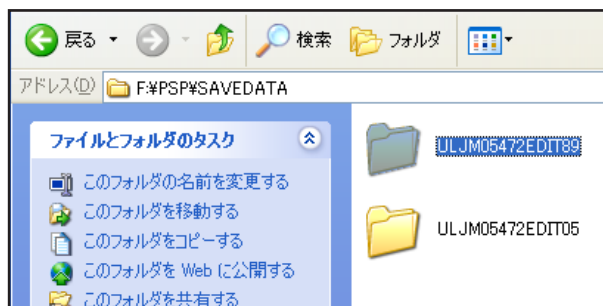 戻る 検索 フォルダ
アドレス(D) F:¥PSP¥SAVEDATA
ファイルとフォルダのタスク
このフォルダの名前を変更する
このフォルダを移動する
このフォルダをコピーする
このフォルダを Web に公開する
このフォルダを共有する
ULJM05472EDIT89
ULJM05472EDIT05